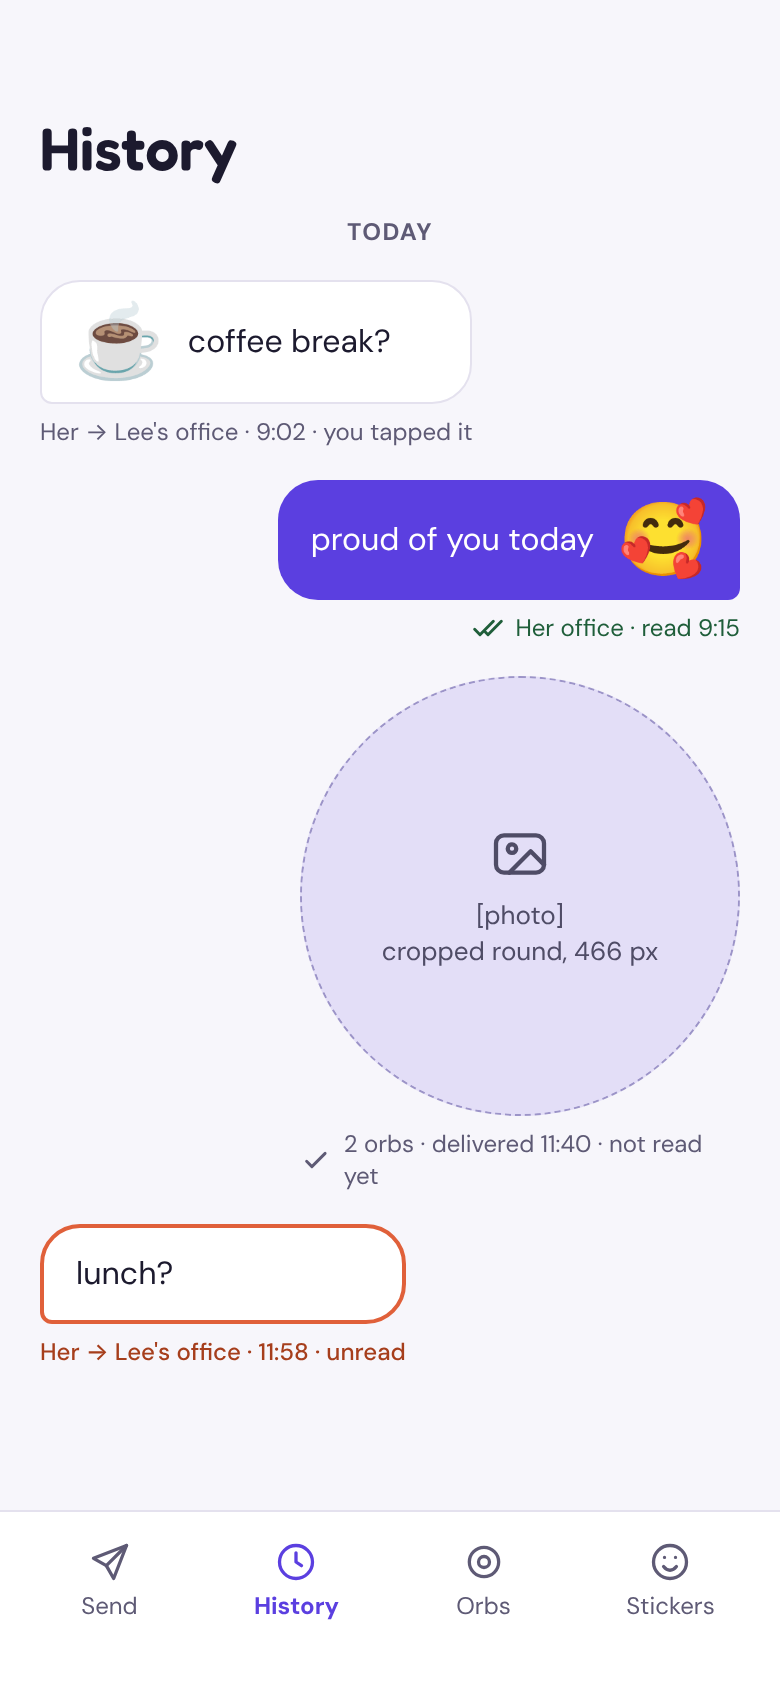 History
TODAY
coffee break?
Her → Lee's office · 9:02 · you tapped it
proud of you today
Her office · read 9:15
[photo]
cropped round, 466 px
2 orbs · delivered 11:40 · not read
yet
lunch?
Her → Lee's office · 11:58 · unread
Send
History
Orbs
Stickers